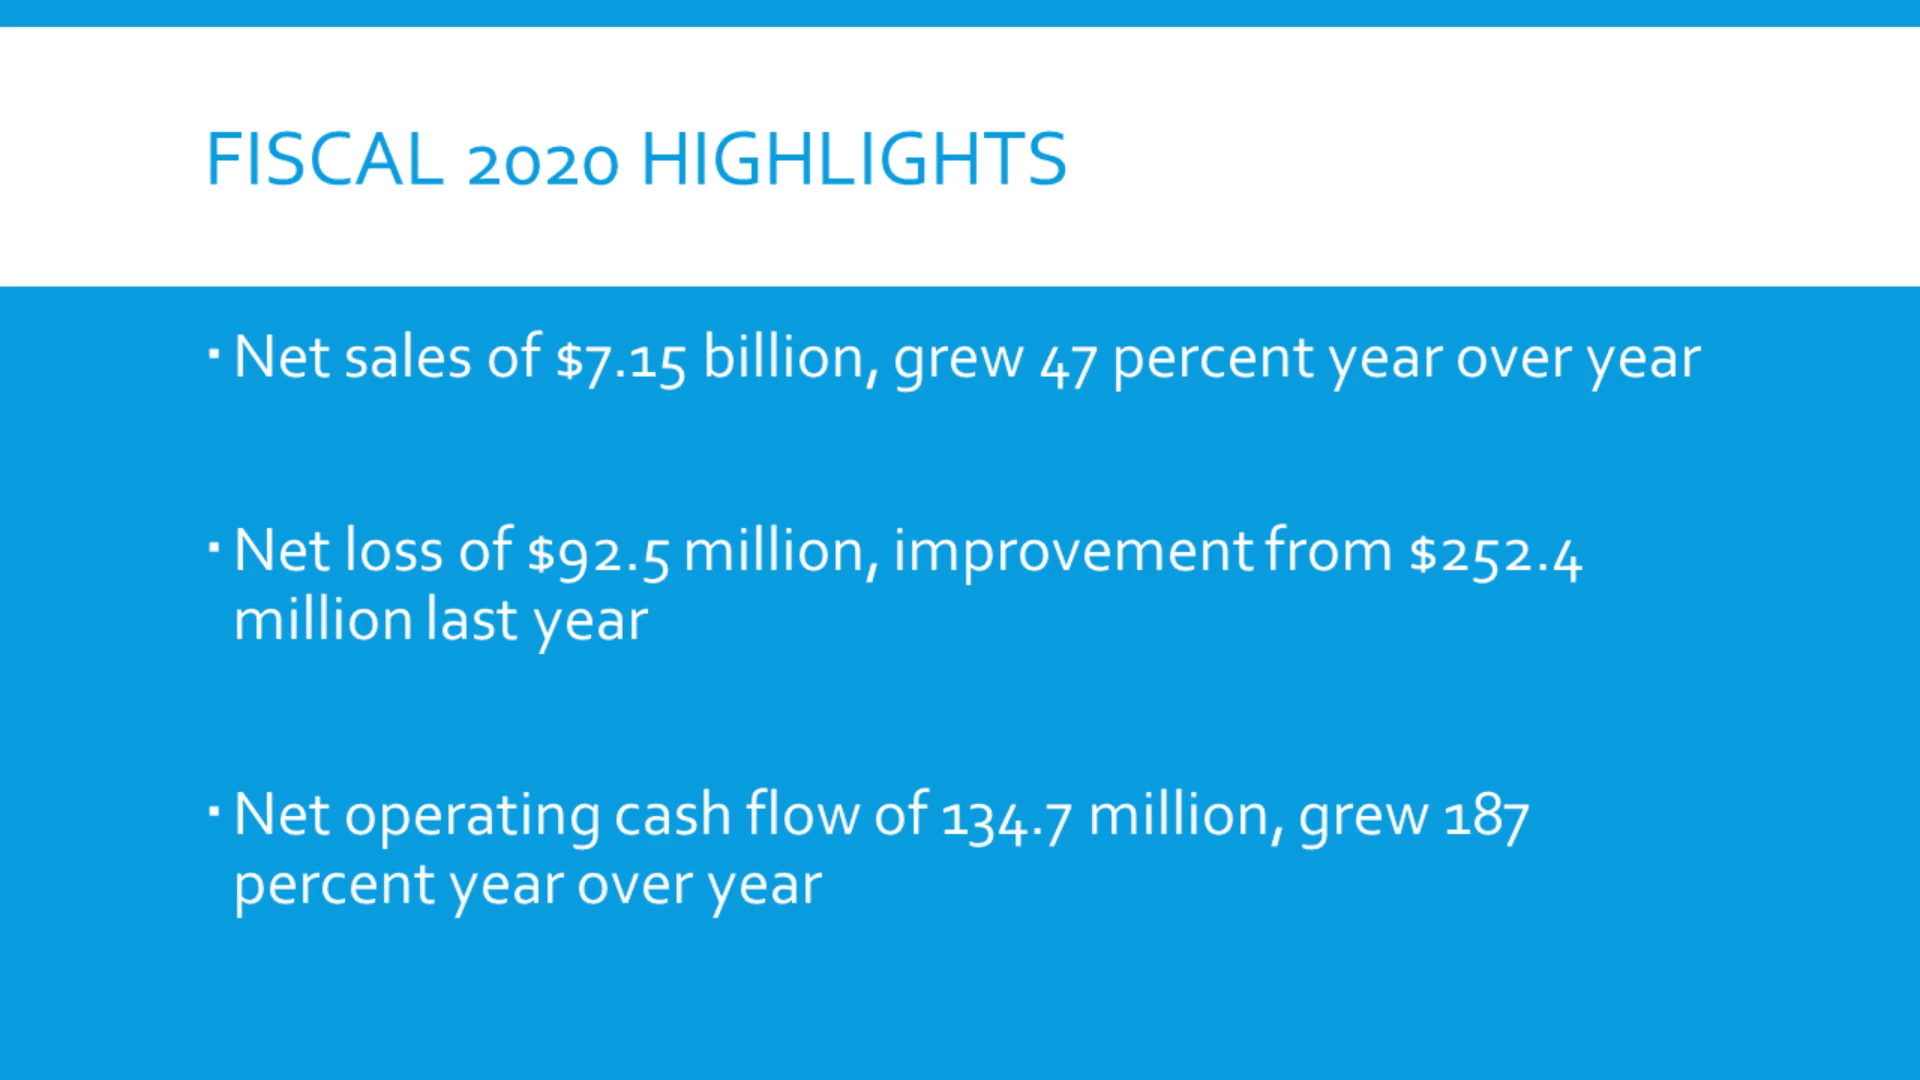 FISCAL 2020 HIGHLIGHTS
▪ Net sales of $7.15 billion, grew 47 percent year over year
▪ Net loss of $92.5 million, improvement from $252.4
million last year
▪ Net operating cash flow of 134.7 million, grew 187
percent year over year